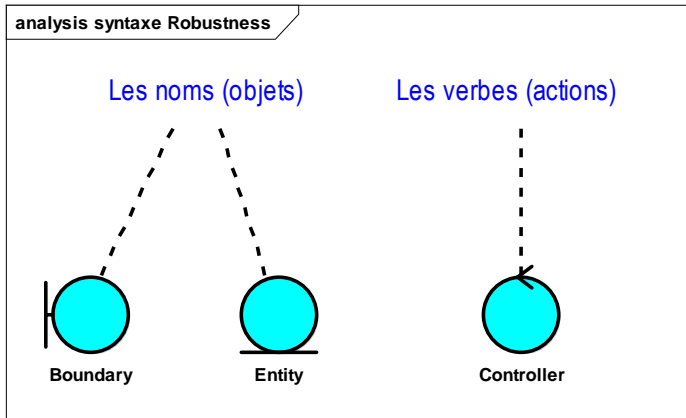 analysis syntaxe Robustness
Les noms (objets)
Les verbes (actions)
Boundary
Entity
Controller